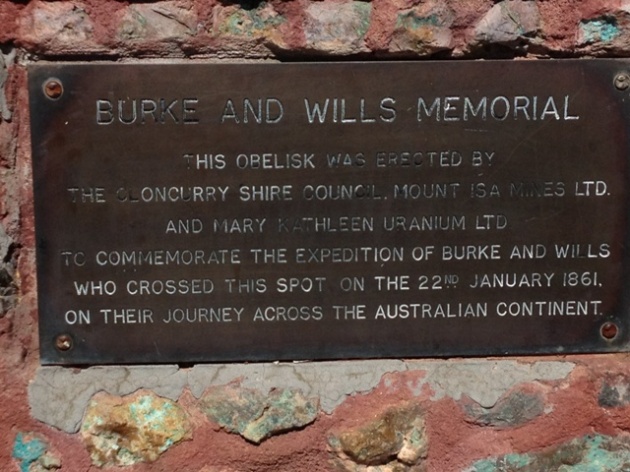 BURKE AND WILLS MEMORIAL
THIS OBELISK WAS ERECTED BY
THE CLONCURRY SHIRE COUNCIL, MOUNT ISA MINES LTD.
AND MARY KATHLEEN URANIUM LTD
TO COMMEMORATE THE EXPEDITION OF BURKE AND WILLS
WHO CROSSED THIS SPOT ON THE 22ND JANUARY 1861,
ON THEIR JOURNEY ACROSS THE AUSTRALIAN CONTINENT.